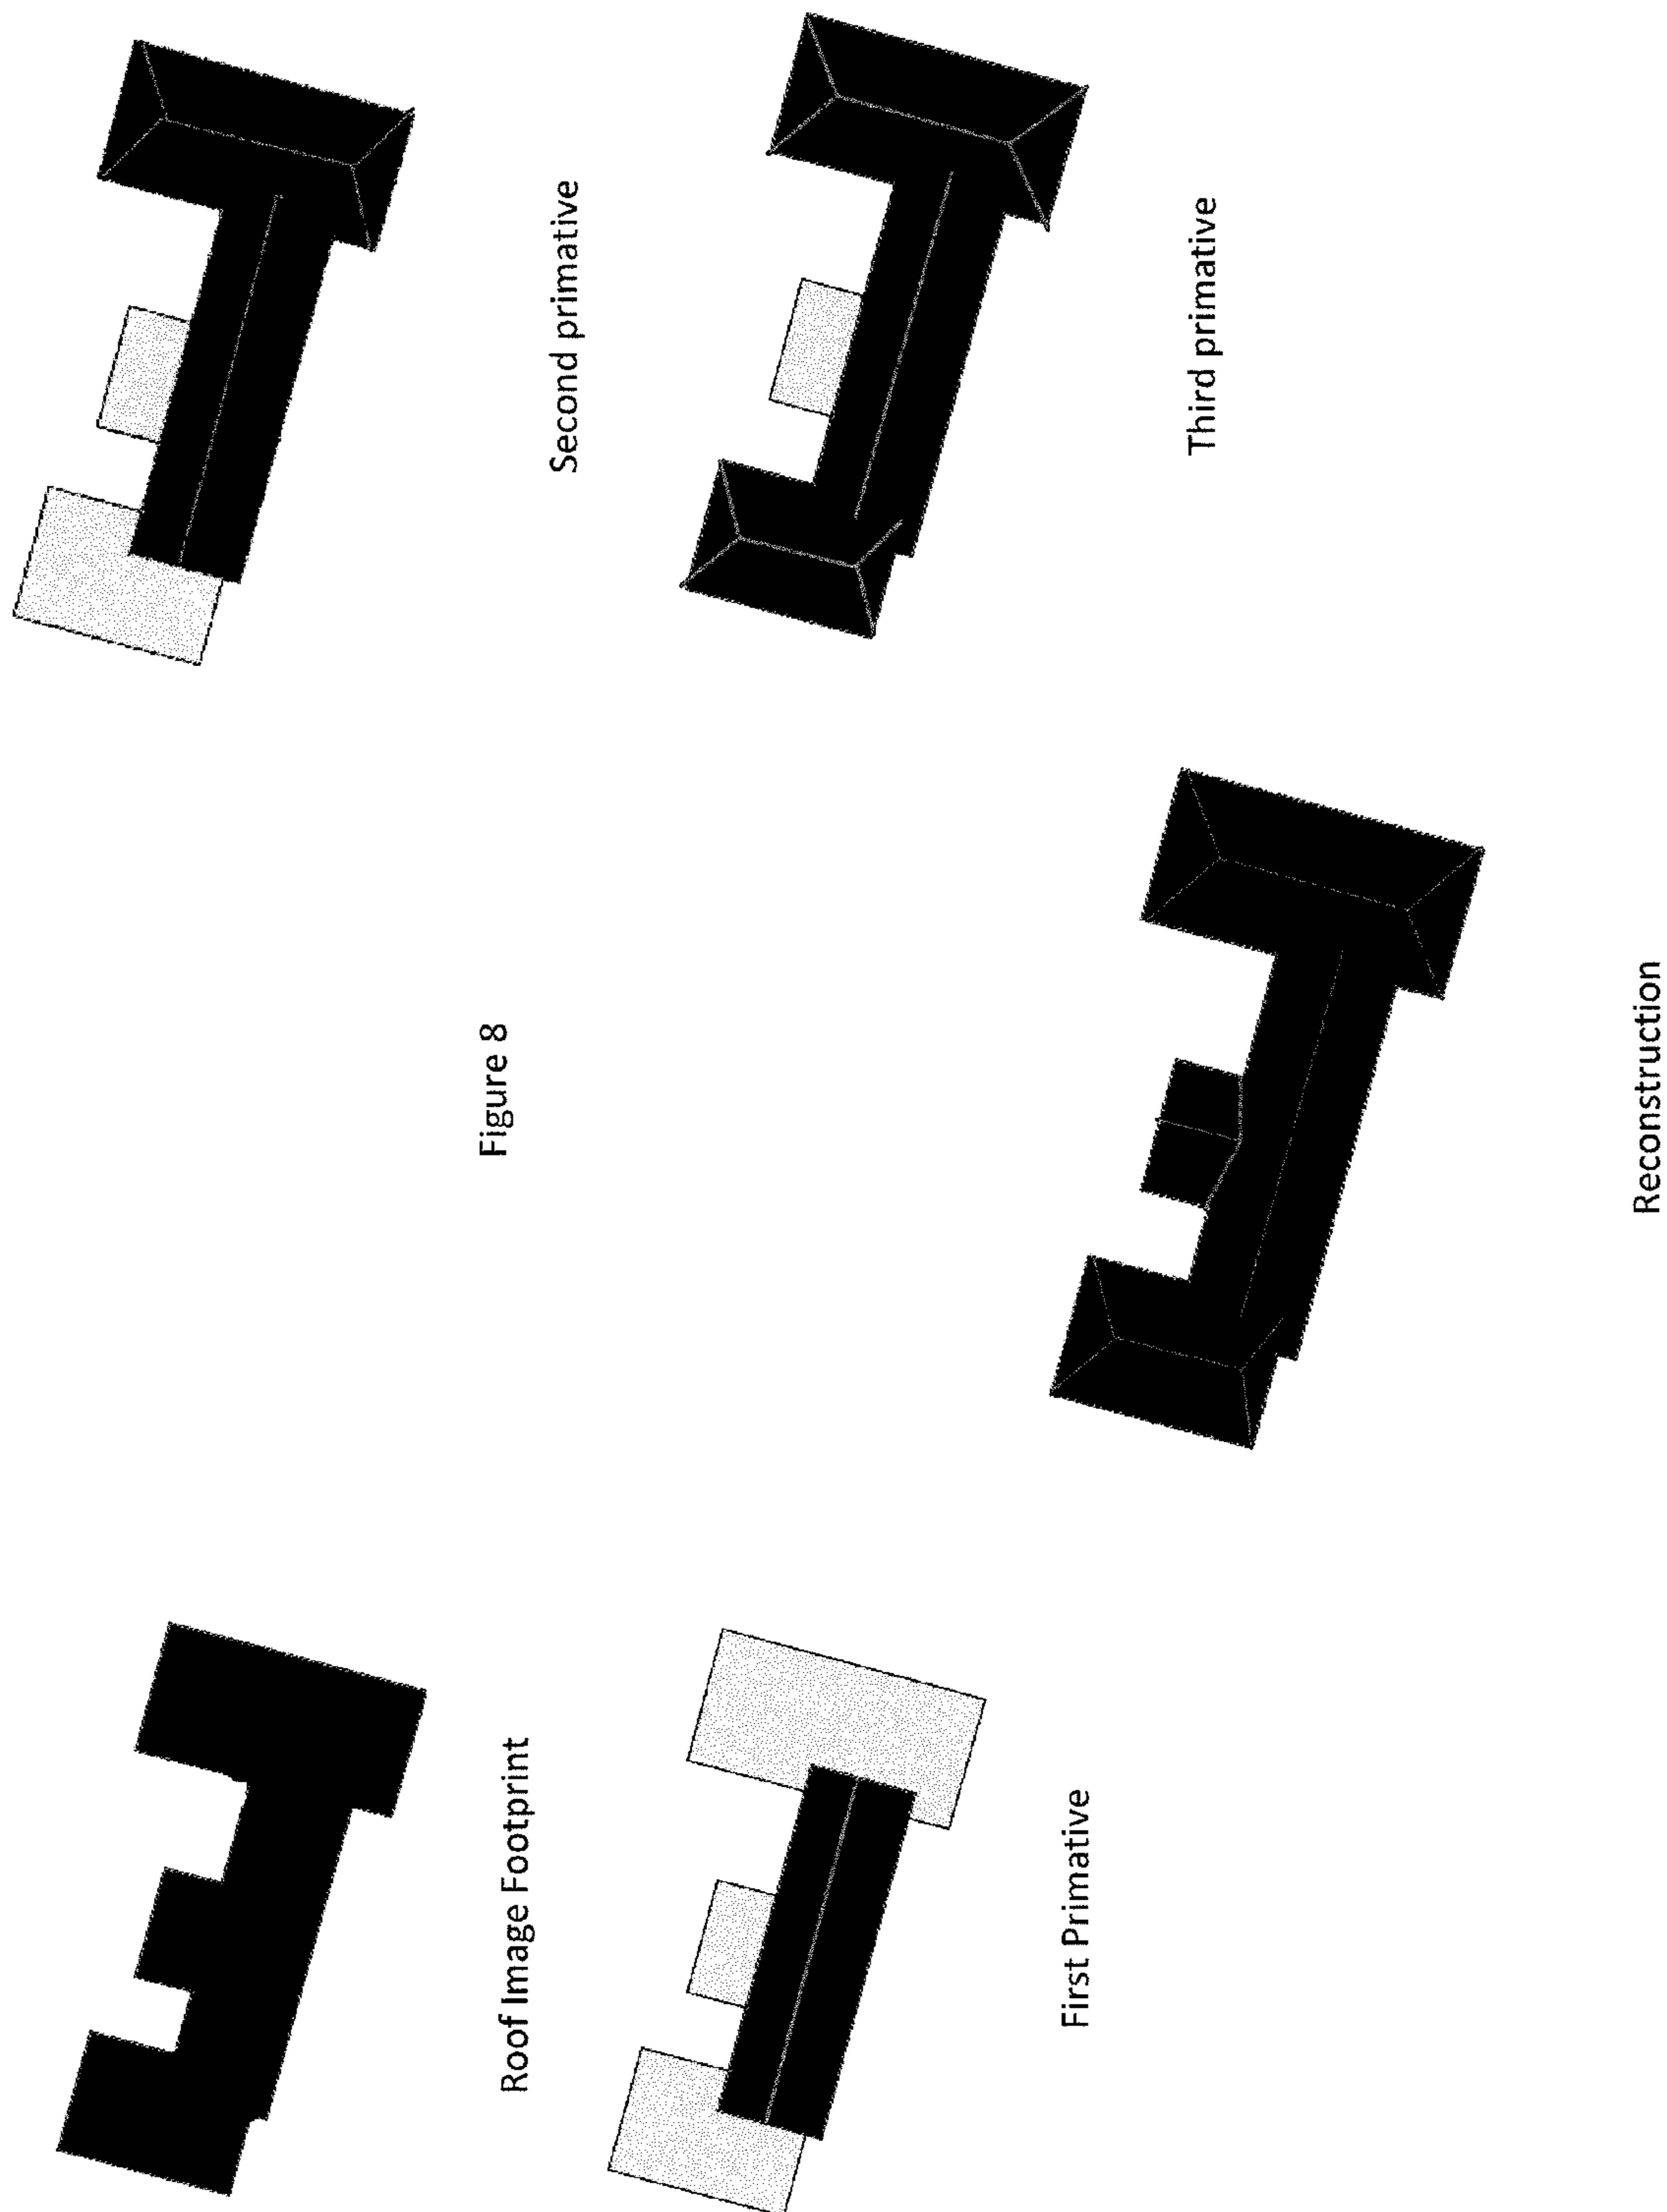 Figure 8
Roof Image Footprint
Second primative
First Primative
Third primative
Reconstruction